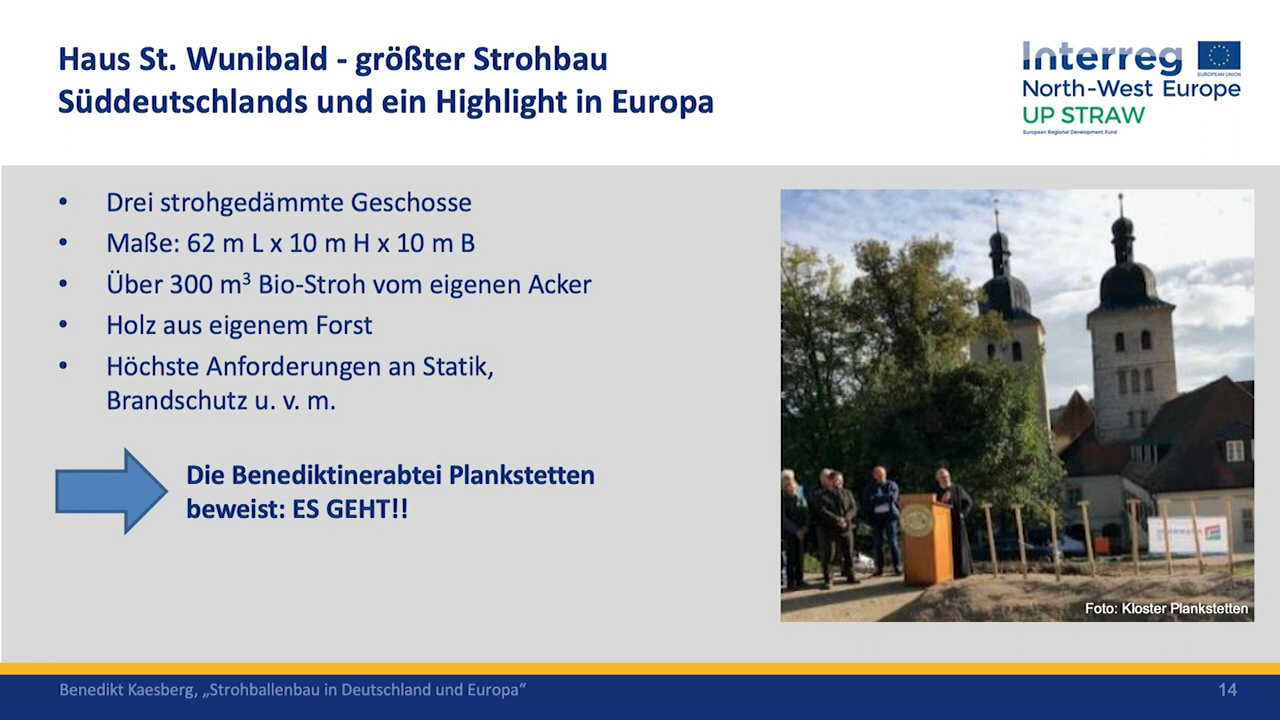 Haus St. Wunibald - größter Strohbau
Süddeutschlands und ein Highlight in Europa
Interreg
EUROPEAN UNION
North-West Europe
UP STRAW
European Regional Development Fund
• Drei strohgedämmte Geschosse
• Maße: 62 m L x 10 m H x 10 m B
• Über 300 m³ Bio-Stroh vom eigenen Acker
• Holz aus eigenem Forst
• Höchste Anforderungen an Statik,
Brandschutz u. v. m.
Die Benediktinerabtei Plankstetten
beweist: ES GEHT!!
Foto: Kloster Plankstetten
Benedikt Kaesberg, „Strohballenbau in Deutschland und Europa“
14